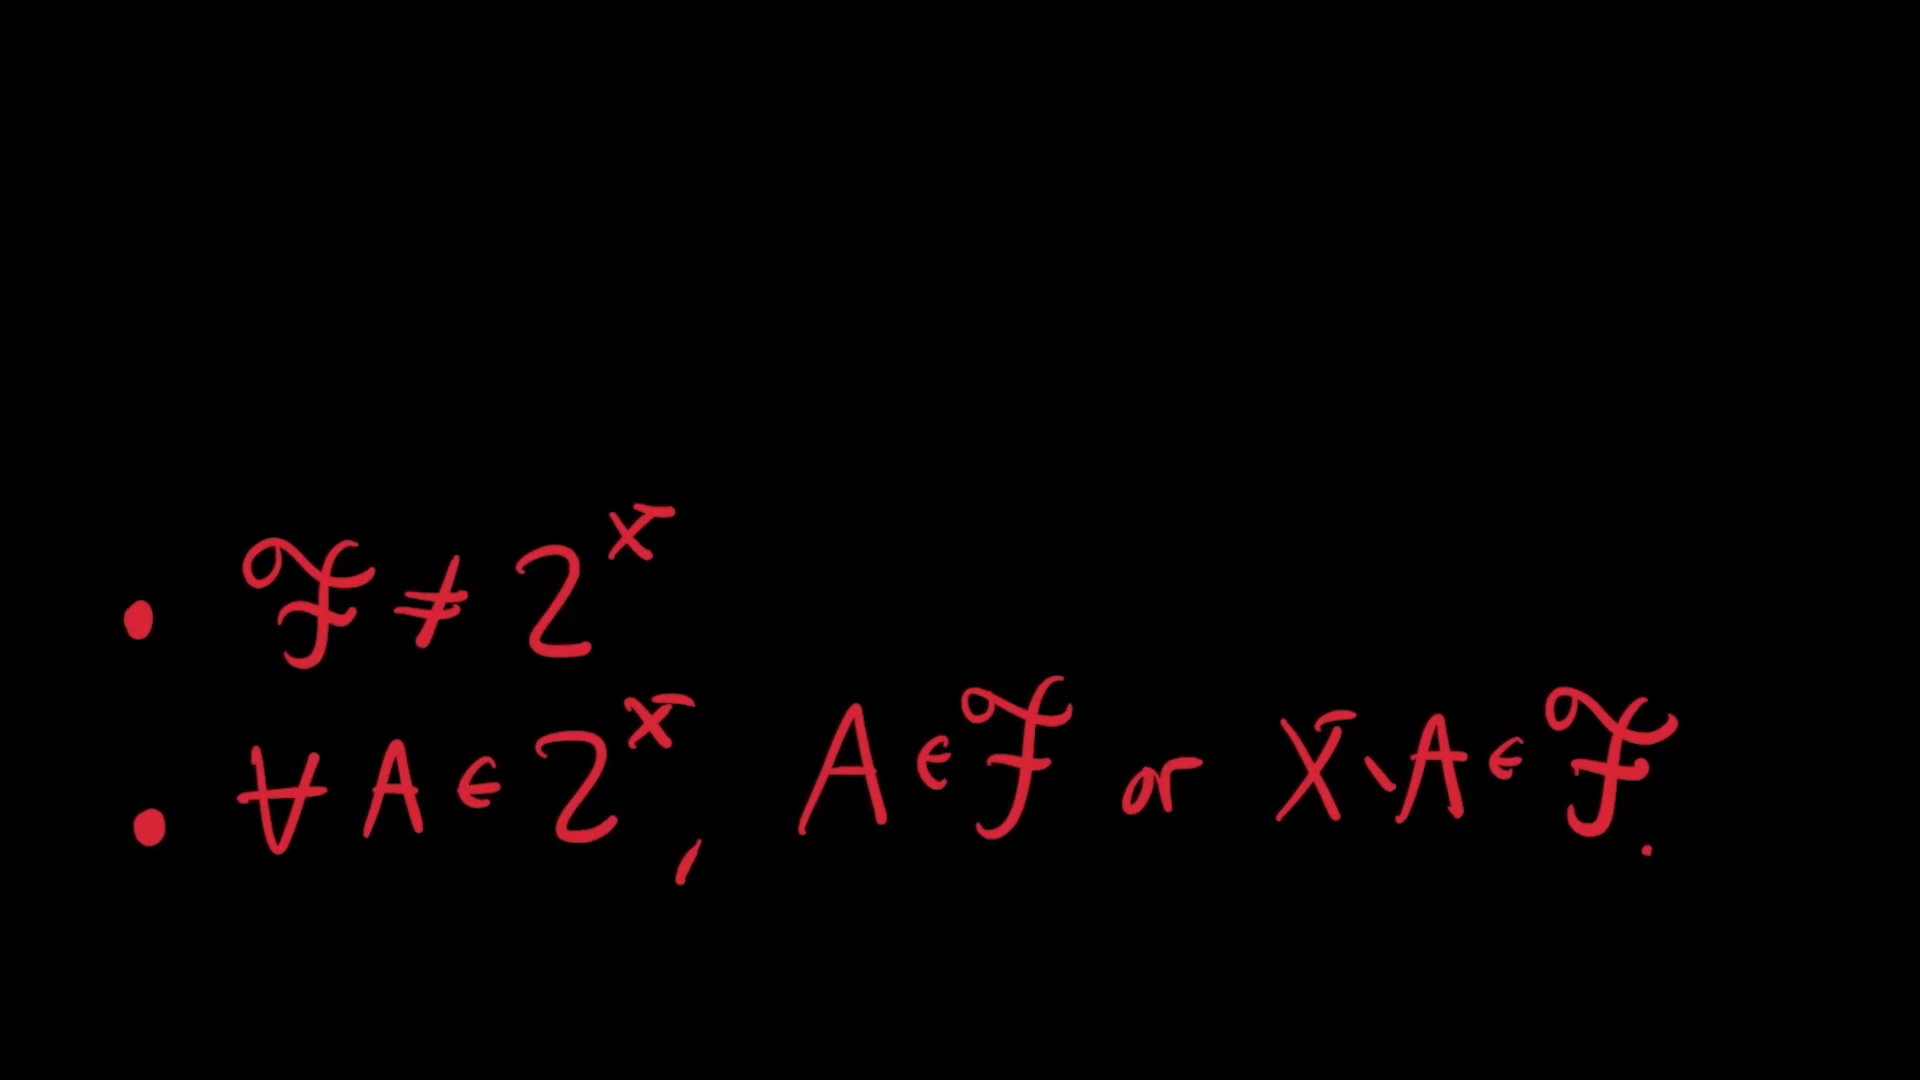 • ℱ ≠ 2^X
• ∀ A ∈ 2^X, A ∈ ℱ or X \ A ∈ ℱ.